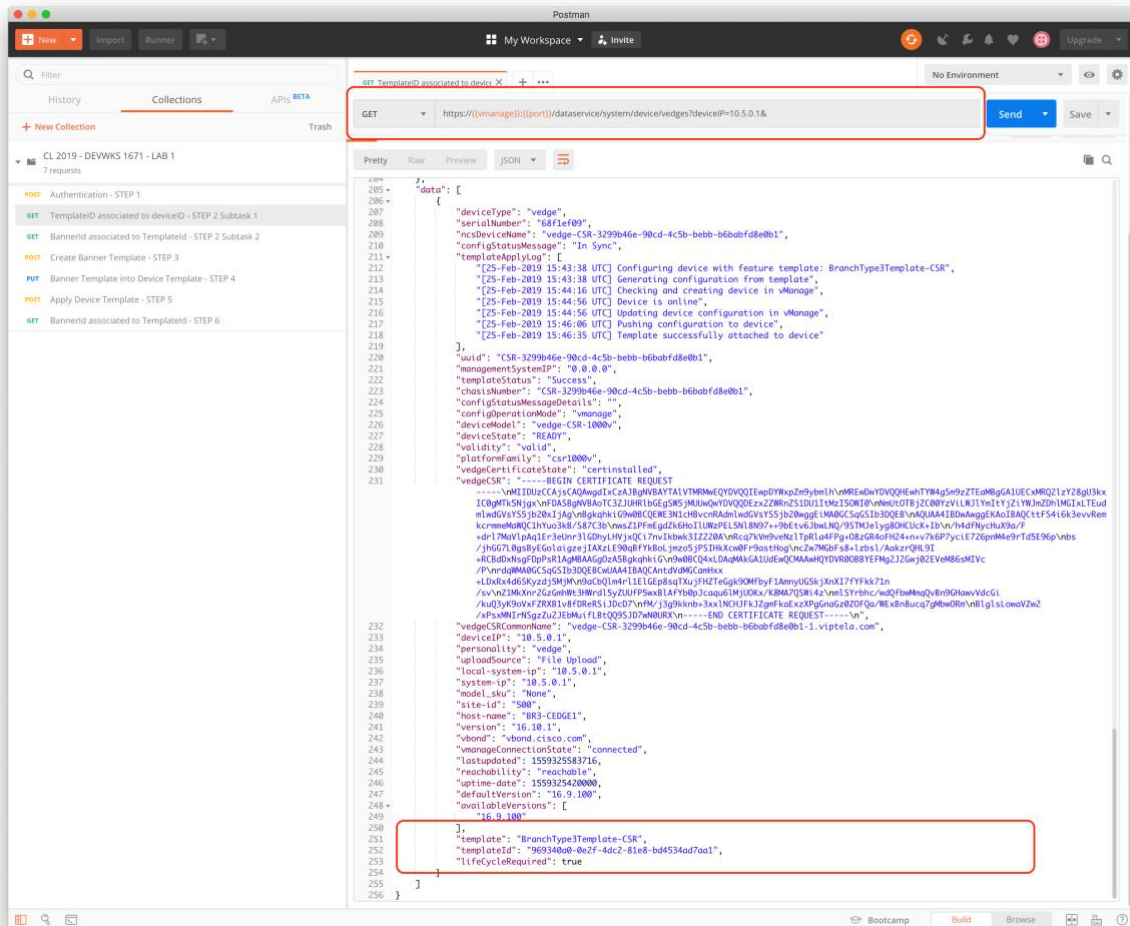 Postman
New
Import
Runner
My Workspace
Invite
Upgrade
Filter
History
Collections
APIs BETA
+ New Collection
Trash
CL 2019 - DEVWKS 1671 - LAB 1
7 requests
POST Authentication - STEP 1
GET TemplateID associated to deviceID - STEP 2 Subtask 1
GET BannerId associated to TemplateId - STEP 2 Subtask 2
POST Create Banner Template - STEP 3
PUT Banner Template into Device Template - STEP 4
POST Apply Device Template - STEP 5
GET BannerId associated to TemplateId - STEP 6
GET TemplateID associated to device
No Environment
GET
https://{{vmanage}}:{{port}}/dataservice/system/device/vedges?deviceIP=10.5.0.1&
Send
Save
Pretty
Raw
Preview
JSON
204 },
205 "data": [
206 {
207 "deviceType": "vedge",
208 "serialNumber": "68f1ef09",
209 "ncsDeviceName": "vedge-CSR-3299b46e-90cd-4c5b-bebb-b6babfd8e0b1",
210 "configStatusMessage": "In Sync",
211 "templateApplyLog": [
212 "[25-Feb-2019 15:43:38 UTC] Configuring device with feature template: BranchType3Template-CSR",
213 "[25-Feb-2019 15:43:38 UTC] Generating configuration from template",
214 "[25-Feb-2019 15:44:16 UTC] Checking and creating device in vManage",
215 "[25-Feb-2019 15:44:56 UTC] Device is online",
216 "[25-Feb-2019 15:44:56 UTC] Updating device configuration in vManage",
217 "[25-Feb-2019 15:46:06 UTC] Pushing configuration to device",
218 "[25-Feb-2019 15:46:35 UTC] Template successfully attached to device"
219 ],
220 "uuid": "CSR-3299b46e-90cd-4c5b-bebb-b6babfd8e0b1",
221 "managementSystemIP": "0.0.0.0",
222 "templateStatus": "Success",
223 "chasisNumber": "CSR-3299b46e-90cd-4c5b-bebb-b6babfd8e0b1",
224 "configStatusMessageDetails": "",
225 "configOperationMode": "vmanage",
226 "deviceModel": "vedge-CSR-1000v",
227 "deviceState": "READY",
228 "validity": "valid",
229 "platformFamily": "csr1000v",
230 "vedgeCertificateState": "certinstalled",
231 "vedgeCSR": "-----BEGIN CERTIFICATE REQUEST
-----END CERTIFICATE REQUEST-----\n",
232 "vedgeCSRCommonName": "vedge-CSR-3299b46e-90cd-4c5b-bebb-b6babfd8e0b1-1.viptela.com",
233 "deviceIP": "10.5.0.1",
234 "personality": "vedge",
235 "uploadSource": "File Upload",
236 "local-system-ip": "10.5.0.1",
237 "system-ip": "10.5.0.1",
238 "model_sku": "None",
239 "site-id": "500",
240 "host-name": "BR3-CEDGE1",
241 "version": "16.10.1",
242 "vbond": "vbond.cisco.com",
243 "vmanageConnectionState": "connected",
244 "lastupdated": 1559325583716,
245 "reachability": "reachable",
246 "uptime-date": 1559325420000,
247 "defaultVersion": "16.9.100",
248 "availableVersions": [
249 "16.9.100"
250 ],
251 "template": "BranchType3Template-CSR",
252 "templateId": "969340a0-0e2f-4dc2-81e8-bd4534ad7aa1",
253 "lifeCycleRequired": true
254 }
255 ]
256 }
Bootcamp
Build
Browse